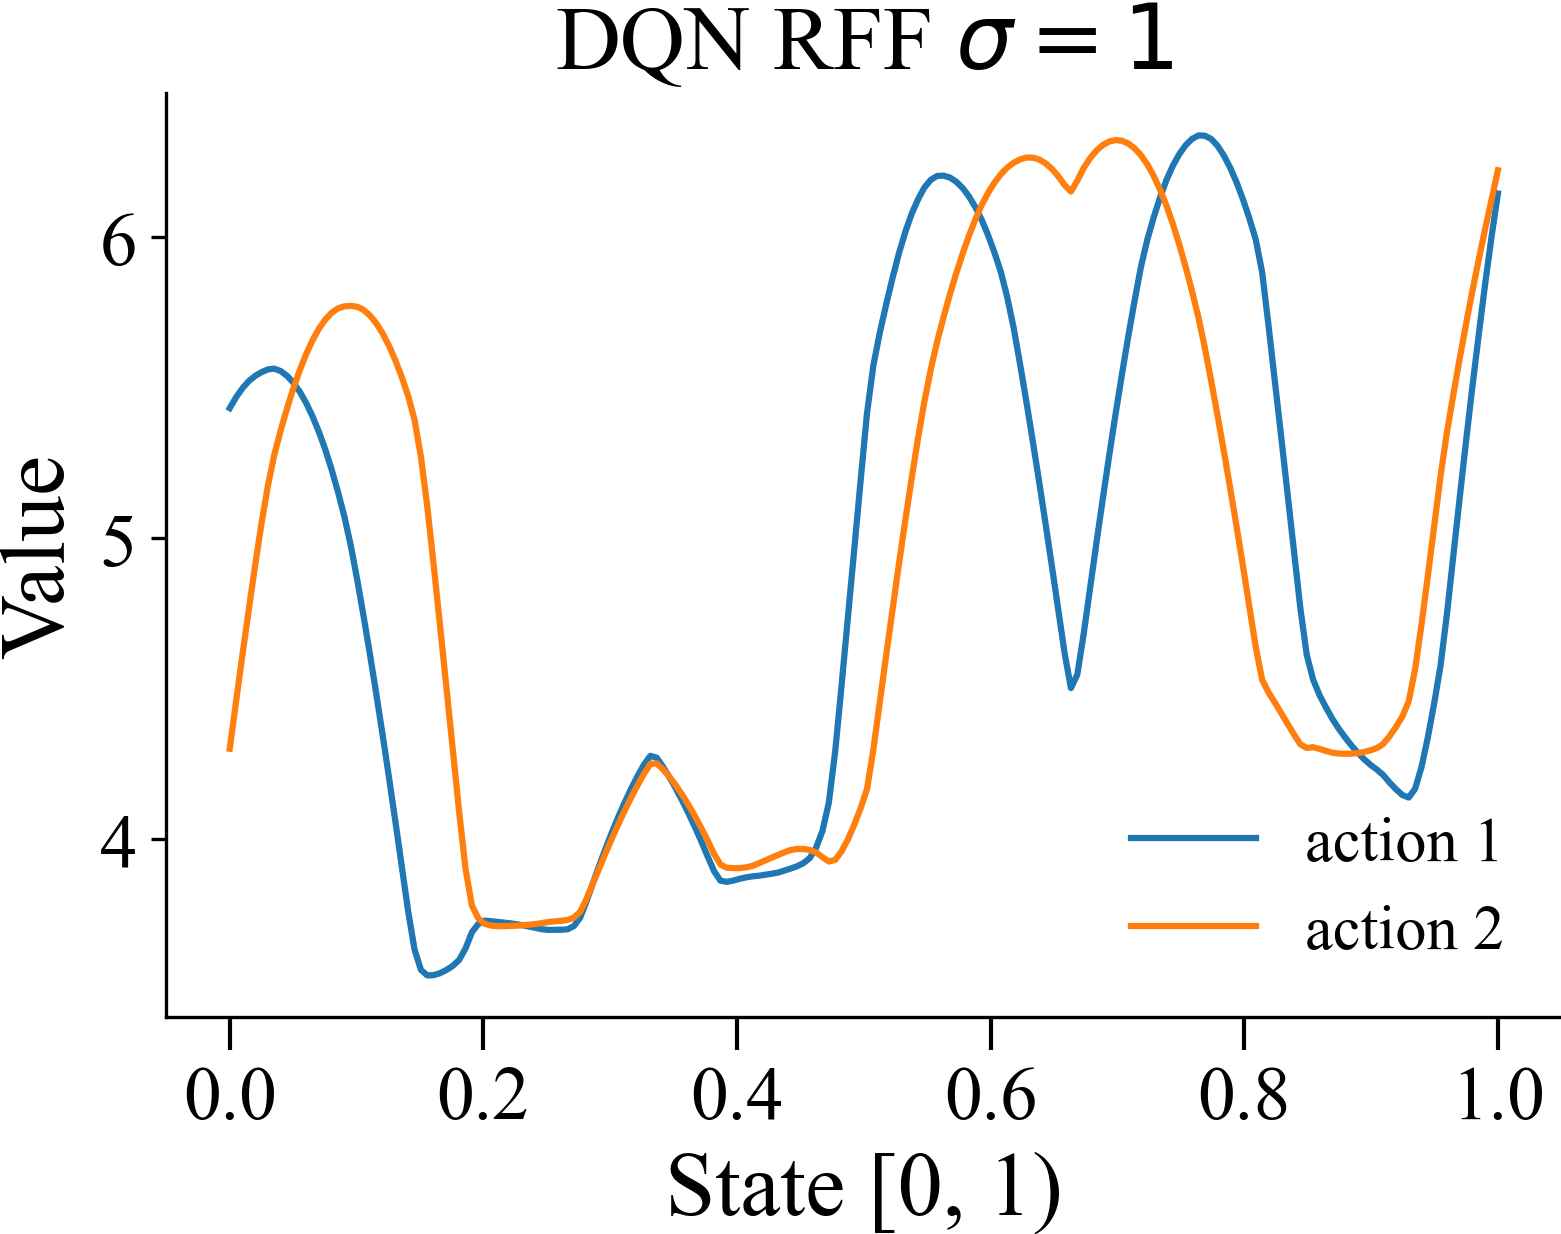 DQN RFF σ = 1
Value
6
5
4
action 1
action 2
0.0 0.2 0.4 0.6 0.8 1.0
State [0, 1)